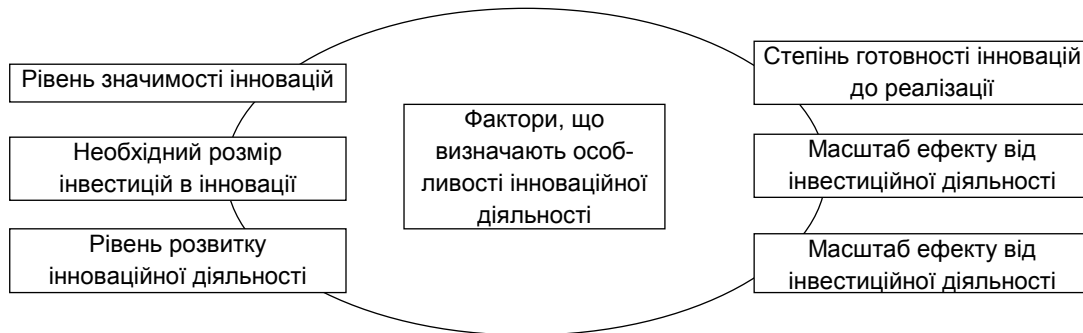 Рівень значимості інновацій
Необхідний розмір
інвестицій в інновації
Рівень розвитку
інноваційної діяльності
Фактори, що
визначають особ-
ливості інноваційної
діяльності
Степінь готовності інновацій
до реалізації
Масштаб ефекту від
інвестиційної діяльності
Масштаб ефекту від
інвестиційної діяльності